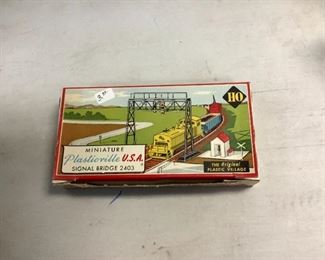 HO
MINIATURE
Plasticville U.S.A.
SIGNAL BRIDGE 2403
THE Original
PLASTIC VILLAGE